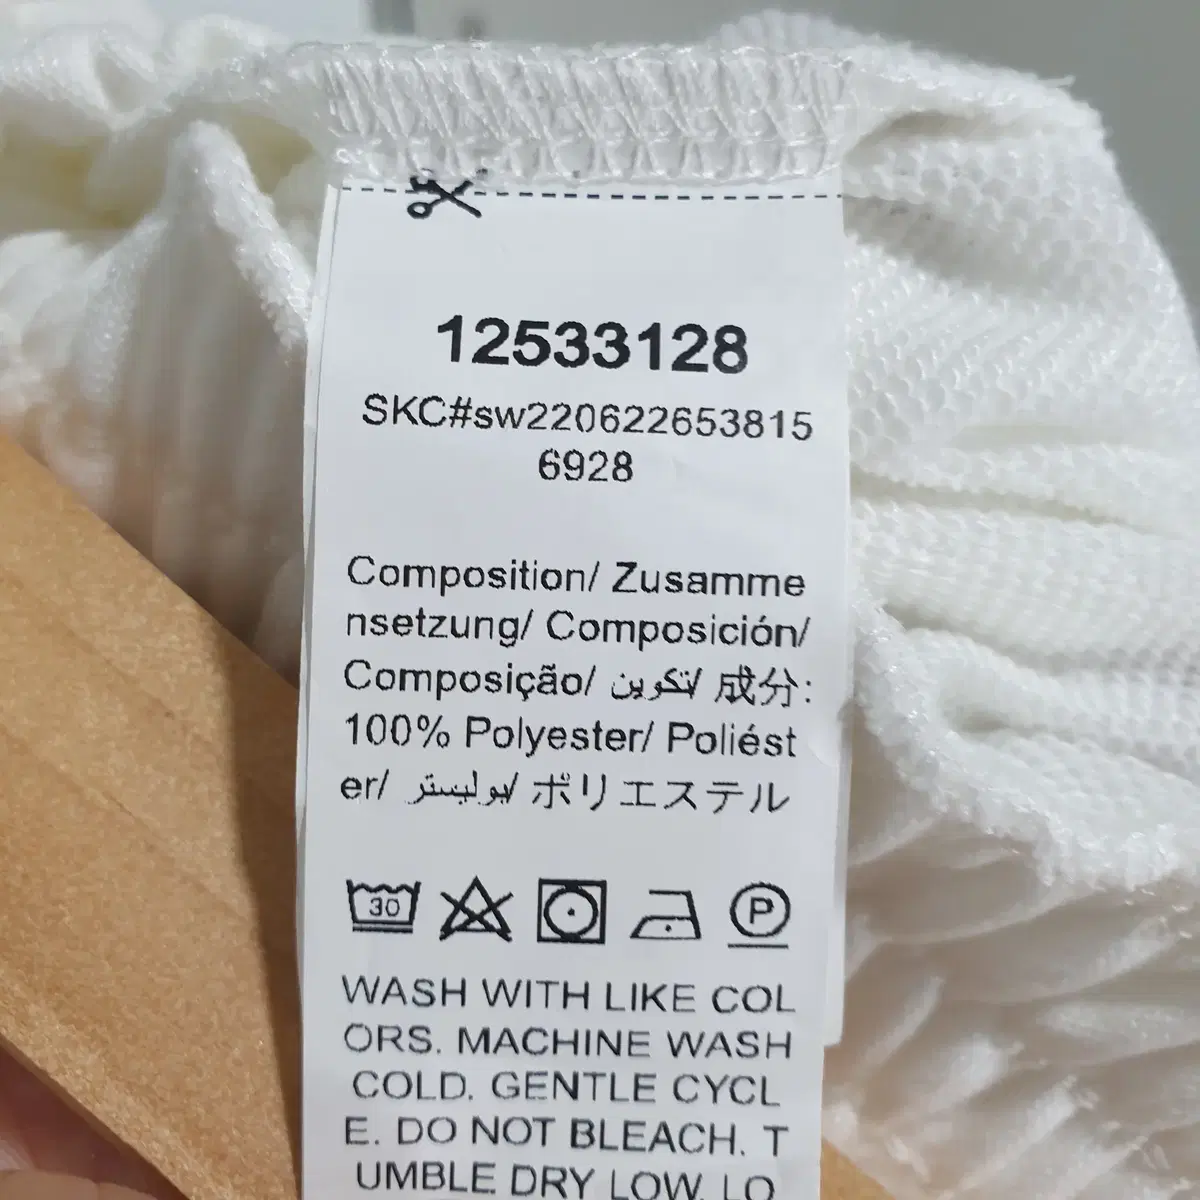 12533128
SKC#sw220622653815
6928
Composition/ Zusamme
nsetzung/ Composición/
Composição/ تكوين/ 成分:
100% Polyester/ Poliést
er/ بوليستر/ ポリエステル
30
P
WASH WITH LIKE COL
ORS. MACHINE WASH
COLD. GENTLE CYCL
E. DO NOT BLEACH. T
UMBLE DRY LOW. LO